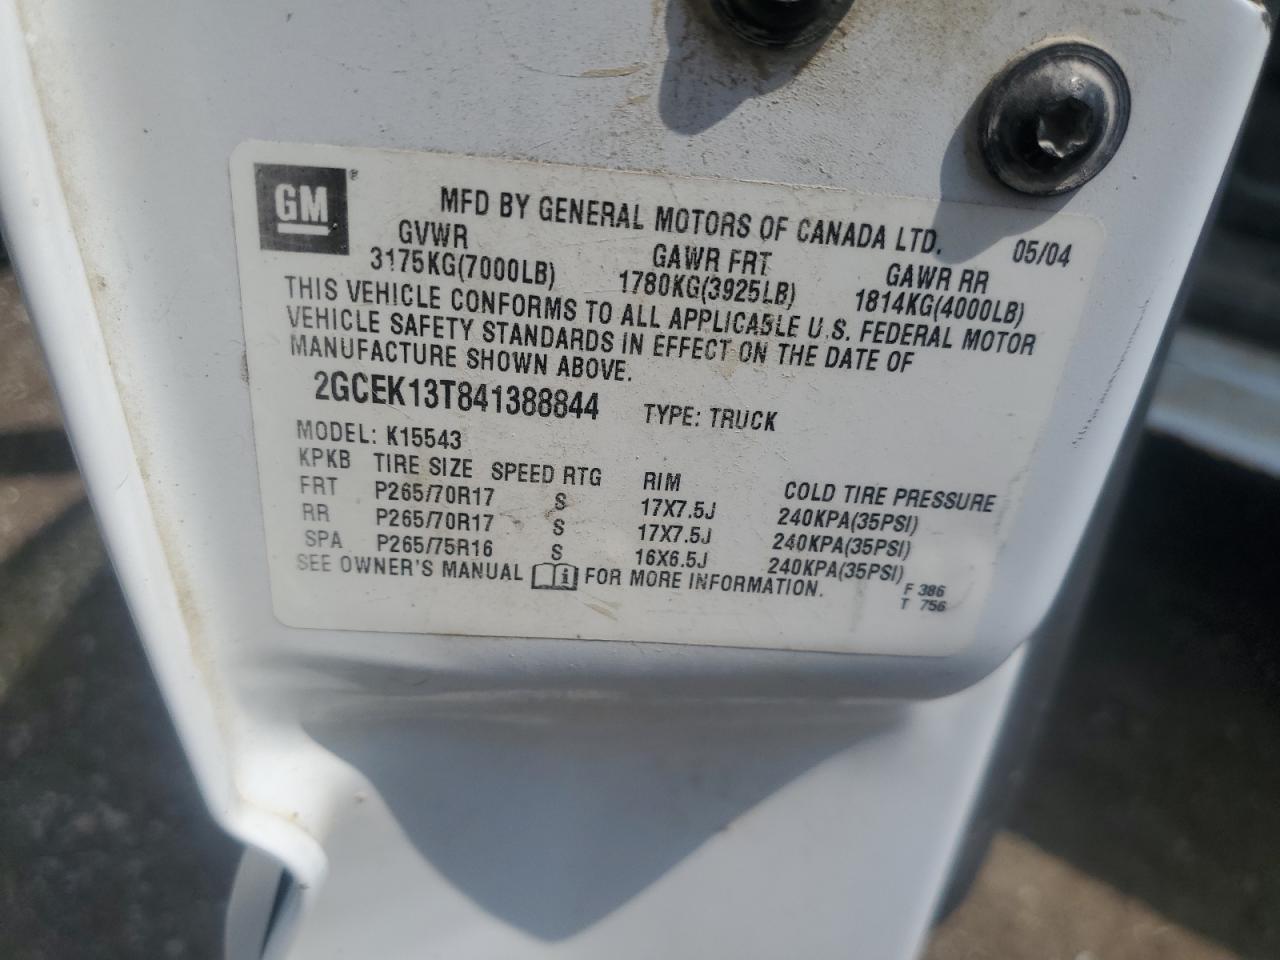 GM®
MFD BY GENERAL MOTORS OF CANADA LTD. 05/04
GVWR GAWR FRT GAWR RR
3175KG(7000LB) 1780KG(3925LB) 1814KG(4000LB)
THIS VEHICLE CONFORMS TO ALL APPLICABLE U.S. FEDERAL MOTOR
VEHICLE SAFETY STANDARDS IN EFFECT ON THE DATE OF
MANUFACTURE SHOWN ABOVE.
2GCEK13T841388844 TYPE: TRUCK
MODEL: K15543
KPKB TIRE SIZE SPEED RTG RIM COLD TIRE PRESSURE
FRT P265/70R17 S 17X7.5J 240KPA(35PSI)
RR P265/70R17 S 17X7.5J 240KPA(35PSI)
SPA P265/75R16 S 16X6.5J 240KPA(35PSI)
SEE OWNER'S MANUAL i FOR MORE INFORMATION.
F 386
T 756